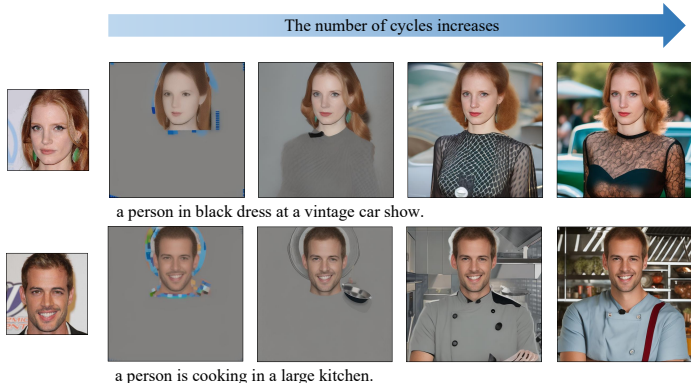 The number of cycles increases
a person in black dress at a vintage car show.
a person is cooking in a large kitchen.